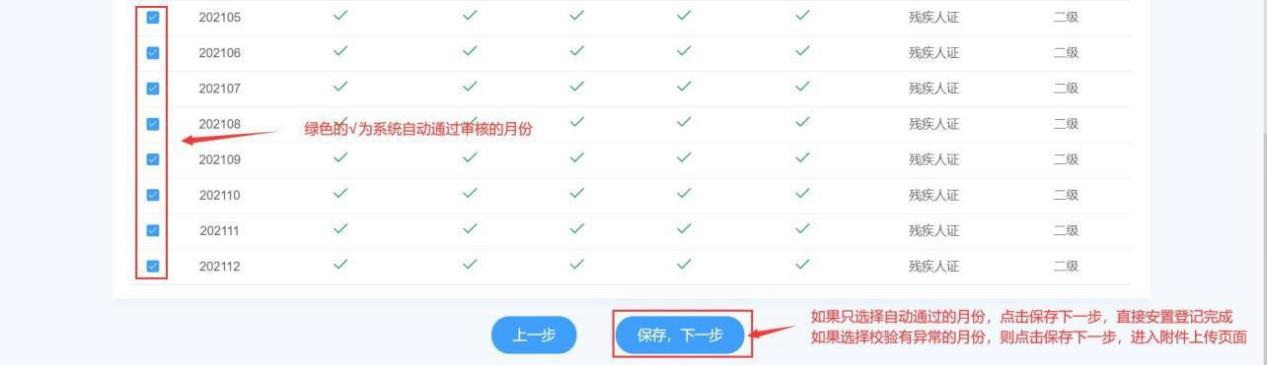 202105 残疾人证 二级
202106 残疾人证 二级
202107 残疾人证 二级
202108 残疾人证 二级
绿色的√为系统自动通过审核的月份
202109 残疾人证 二级
202110 残疾人证 二级
202111 残疾人证 二级
202112 残疾人证 二级
上一步 保存，下一步
如果只选择自动通过的月份，点击保存下一步，直接安置登记完成
如果选择校验有异常的月份，则点击保存下一步，进入附件上传页面